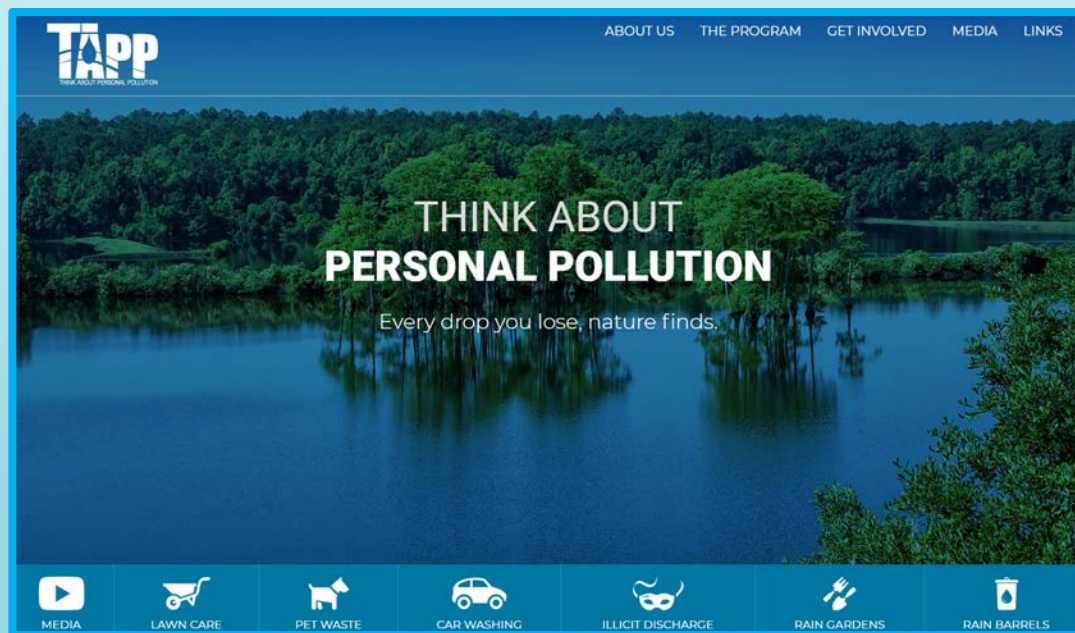 TAPP
THINK ABOUT PERSONAL POLLUTION
ABOUT US THE PROGRAM GET INVOLVED MEDIA LINKS
THINK ABOUT
PERSONAL POLLUTION
Every drop you lose, nature finds.
MEDIA LAWN CARE PET WASTE CAR WASHING ILLICIT DISCHARGE RAIN GARDENS RAIN BARRELS